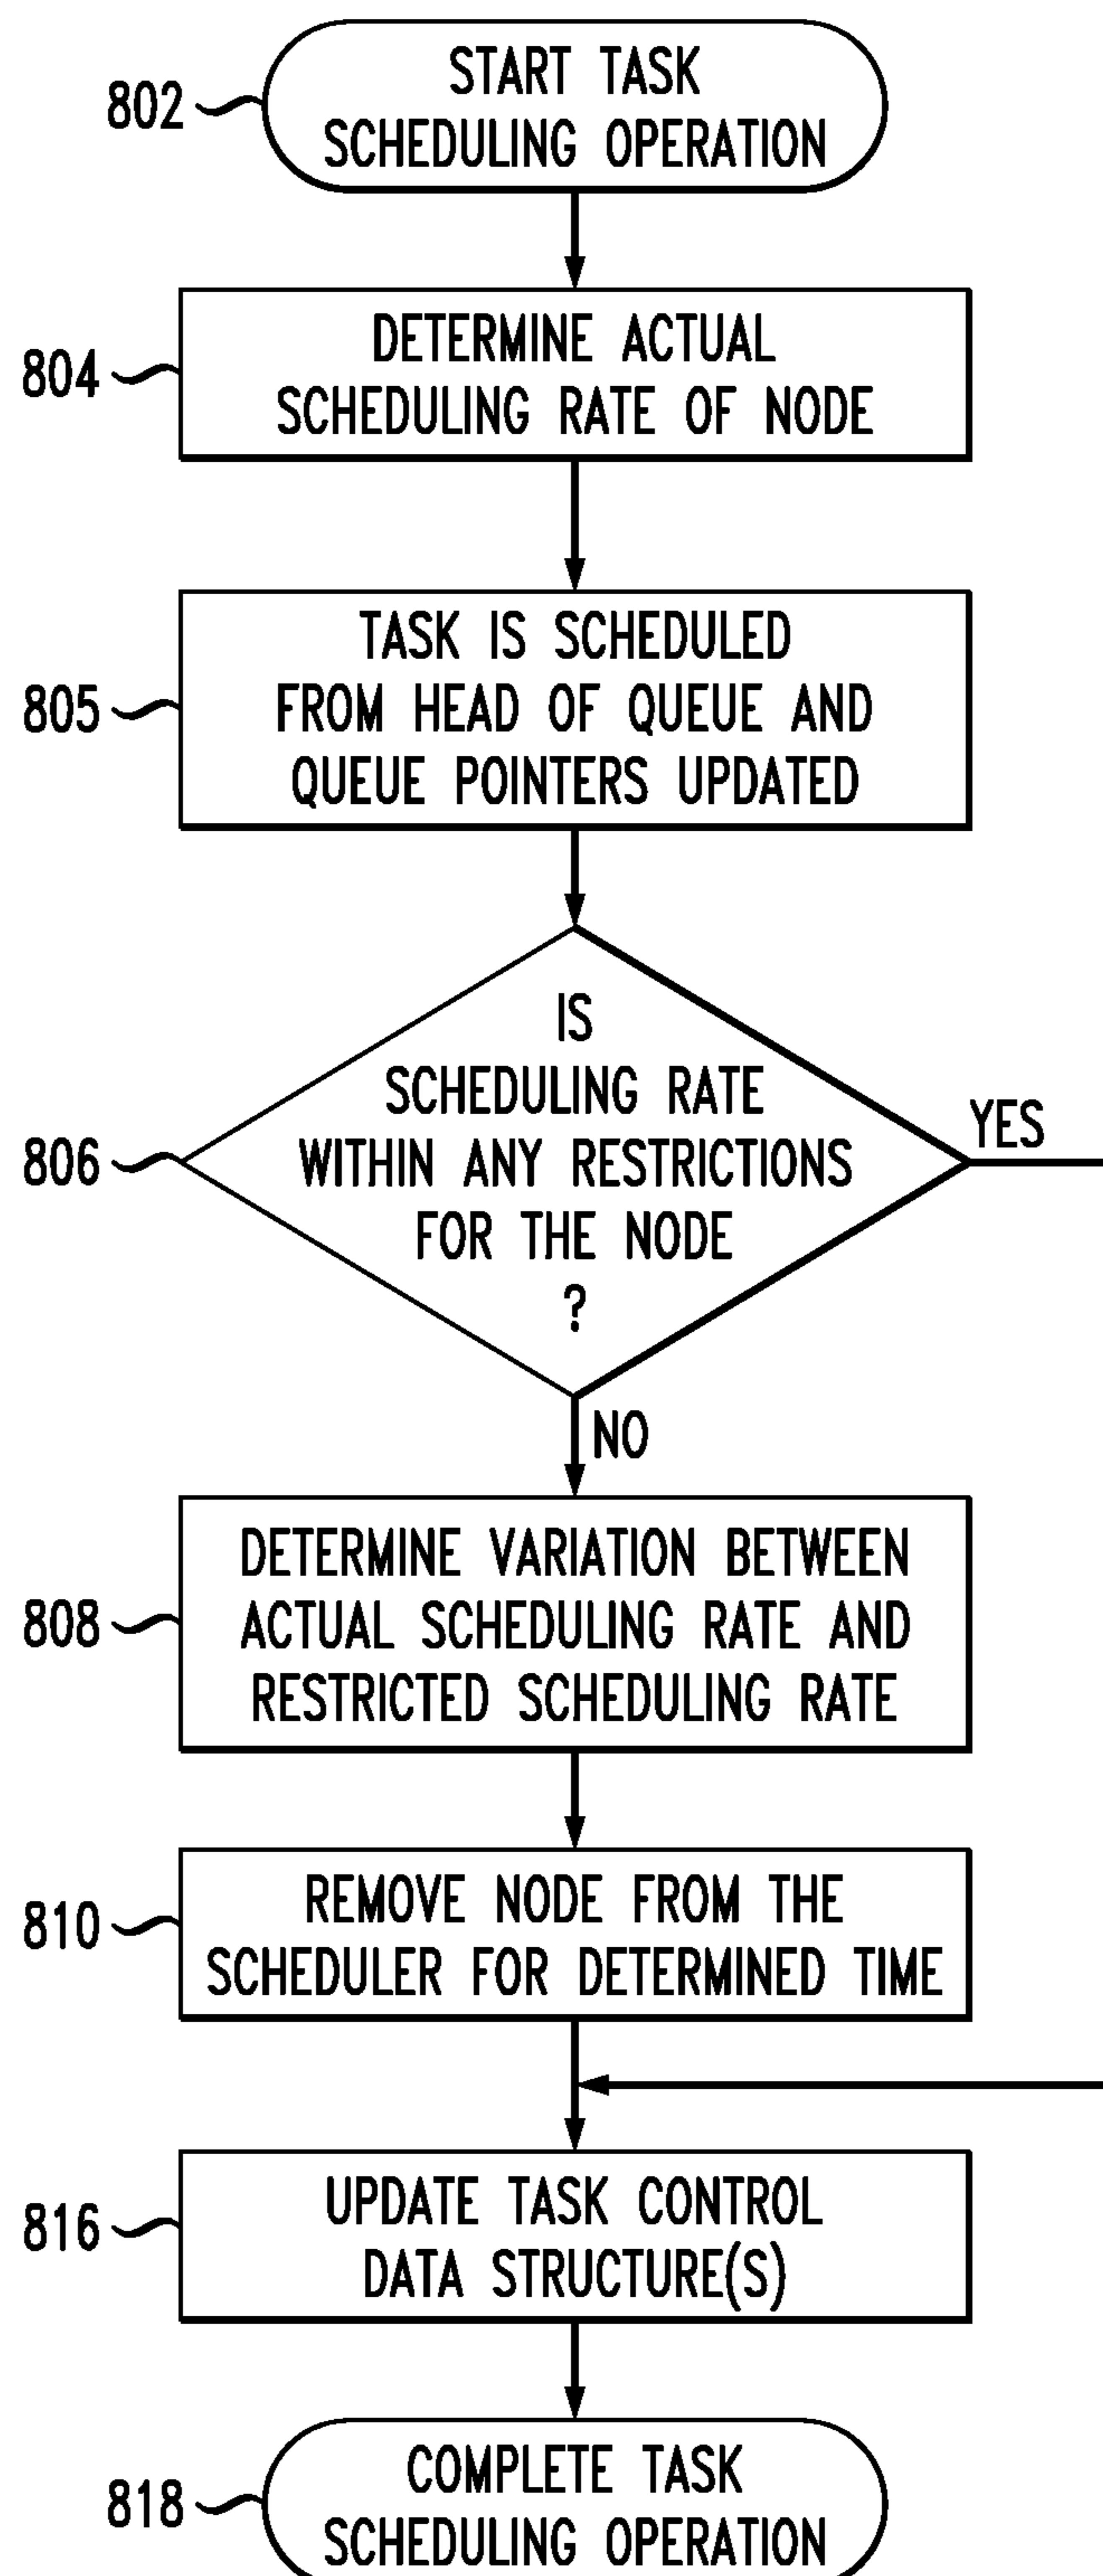 802
START TASK
SCHEDULING OPERATION
804
DETERMINE ACTUAL
SCHEDULING RATE OF NODE
805
TASK IS SCHEDULED
FROM HEAD OF QUEUE AND
QUEUE POINTERS UPDATED
806
IS
SCHEDULING RATE
WITHIN ANY RESTRICTIONS
FOR THE NODE
?
YES
NO
808
DETERMINE VARIATION BETWEEN
ACTUAL SCHEDULING RATE AND
RESTRICTED SCHEDULING RATE
810
REMOVE NODE FROM THE
SCHEDULER FOR DETERMINED TIME
816
UPDATE TASK CONTROL
DATA STRUCTURE(S)
818
COMPLETE TASK
SCHEDULING OPERATION